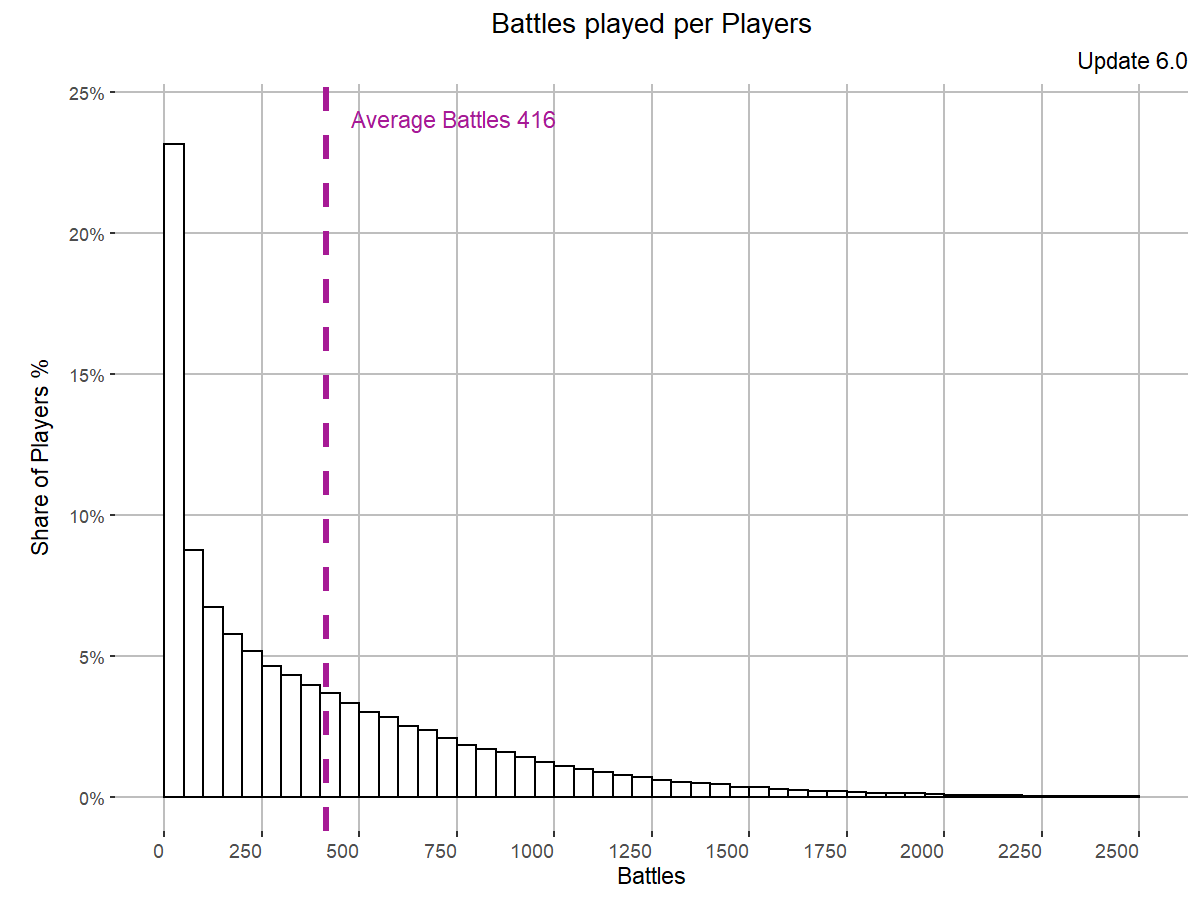 Battles played per Players
Update 6.0
25%
Average Battles 416
20%
15%
10%
5%
0%
Share of Players %
0 250 500 750 1000 1250 1500 1750 2000 2250 2500
Battles